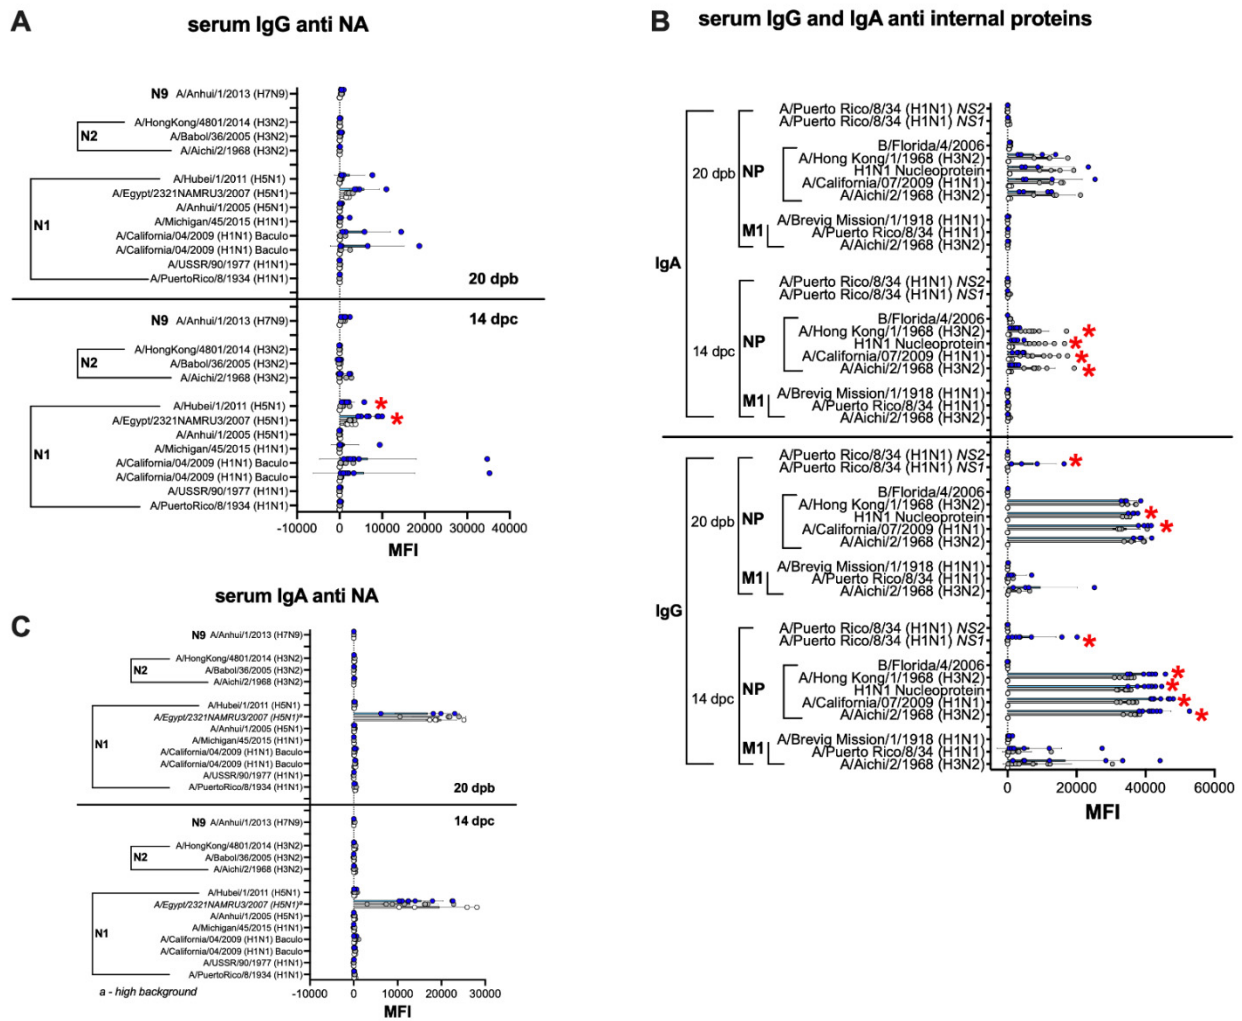 A
serum IgG anti NA
N9 A/Anhui/1/2013 (H7N9)
N2
A/HongKong/4801/2014 (H3N2)
A/Babol/36/2005 (H3N2)
A/Aichi/2/1968 (H3N2)
N1
A/Hubei/1/2011 (H5N1)
A/Egypt/2321NAMRU3/2007 (H5N1)
A/Anhui/1/2005 (H5N1)
A/Michigan/45/2015 (H1N1)
A/California/04/2009 (H1N1) Baculo
A/California/04/2009 (H1N1) Baculo
A/USSR/90/1977 (H1N1)
A/PuertoRico/8/1934 (H1N1)
20 dpb
14 dpc
N9 A/Anhui/1/2013 (H7N9)
N2
A/HongKong/4801/2014 (H3N2)
A/Babol/36/2005 (H3N2)
A/Aichi/2/1968 (H3N2)
N1
A/Hubei/1/2011 (H5N1)
*
A/Egypt/2321NAMRU3/2007 (H5N1)
*
A/Anhui/1/2005 (H5N1)
A/Michigan/45/2015 (H1N1)
A/California/04/2009 (H1N1) Baculo
A/California/04/2009 (H1N1) Baculo
A/USSR/90/1977 (H1N1)
A/PuertoRico/8/1934 (H1N1)
-10000 0 10000 20000 30000 40000
MFI
B
serum IgG and IgA anti internal proteins
IgA
20 dpb
A/Puerto Rico/8/34 (H1N1) NS2
A/Puerto Rico/8/34 (H1N1) NS1
NP
B/Florida/4/2006
A/Hong Kong/1/1968 (H3N2)
H1N1 Nucleoprotein
A/California/07/2009 (H1N1)
A/Aichi/2/1968 (H3N2)
M1
A/Brevig Mission/1/1918 (H1N1)
A/Puerto Rico/8/34 (H1N1)
A/Aichi/2/1968 (H3N2)
14 dpc
A/Puerto Rico/8/34 (H1N1) NS2
A/Puerto Rico/8/34 (H1N1) NS1
NP
B/Florida/4/2006
A/Hong Kong/1/1968 (H3N2)
*
H1N1 Nucleoprotein
*
A/California/07/2009 (H1N1)
*
A/Aichi/2/1968 (H3N2)
*
M1
A/Brevig Mission/1/1918 (H1N1)
A/Puerto Rico/8/34 (H1N1)
A/Aichi/2/1968 (H3N2)
IgG
20 dpb
A/Puerto Rico/8/34 (H1N1) NS2
A/Puerto Rico/8/34 (H1N1) NS1
*
NP
B/Florida/4/2006
A/Hong Kong/1/1968 (H3N2)
H1N1 Nucleoprotein
*
A/California/07/2009 (H1N1)
*
A/Aichi/2/1968 (H3N2)
M1
A/Brevig Mission/1/1918 (H1N1)
A/Puerto Rico/8/34 (H1N1)
A/Aichi/2/1968 (H3N2)
14 dpc
A/Puerto Rico/8/34 (H1N1) NS2
A/Puerto Rico/8/34 (H1N1) NS1
*
NP
B/Florida/4/2006
A/Hong Kong/1/1968 (H3N2)
*
H1N1 Nucleoprotein
*
A/California/07/2009 (H1N1)
*
A/Aichi/2/1968 (H3N2)
*
M1
A/Brevig Mission/1/1918 (H1N1)
A/Puerto Rico/8/34 (H1N1)
A/Aichi/2/1968 (H3N2)
0 20000 40000 60000
MFI
C
serum IgA anti NA
N9 A/Anhui/1/2013 (H7N9)
N2
A/HongKong/4801/2014 (H3N2)
A/Babol/36/2005 (H3N2)
A/Aichi/2/1968 (H3N2)
N1
A/Hubei/1/2011 (H5N1)
A/Egypt/2321NAMRU3/2007 (H5N1)ª
A/Anhui/1/2005 (H5N1)
A/Michigan/45/2015 (H1N1)
A/California/04/2009 (H1N1) Baculo
A/California/04/2009 (H1N1) Baculo
A/USSR/90/1977 (H1N1)
A/PuertoRico/8/1934 (H1N1)
20 dpb
14 dpc
N9 A/Anhui/1/2013 (H7N9)
N2
A/HongKong/4801/2014 (H3N2)
A/Babol/36/2005 (H3N2)
A/Aichi/2/1968 (H3N2)
N1
A/Hubei/1/2011 (H5N1)
A/Egypt/2321NAMRU3/2007 (H5N1)ª
A/Anhui/1/2005 (H5N1)
A/Michigan/45/2015 (H1N1)
A/California/04/2009 (H1N1) Baculo
A/California/04/2009 (H1N1) Baculo
A/USSR/90/1977 (H1N1)
A/PuertoRico/8/1934 (H1N1)
a - high background
-10000 0 10000 20000 30000
MFI